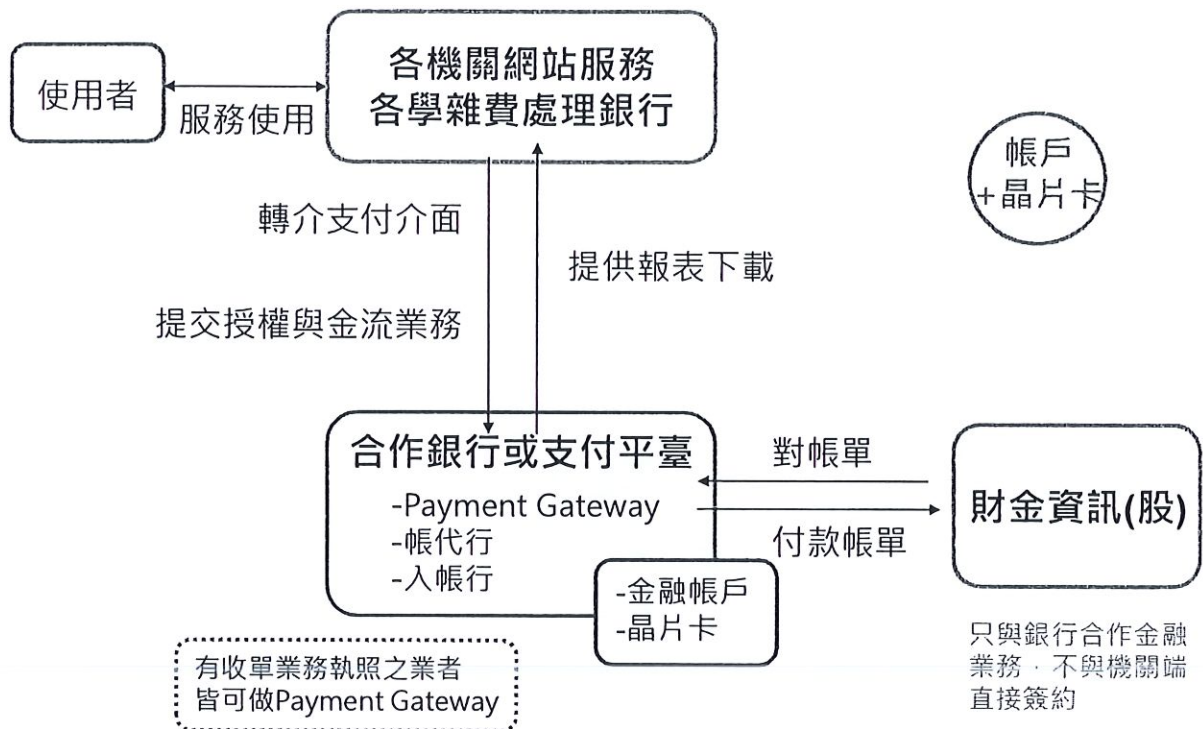 使用者
服務使用
各機關網站服務
各學雜費處理銀行
帳戶
+晶片卡
轉介支付介面
提供報表下載
提交授權與金流業務
合作銀行或支付平臺
-Payment Gateway
-帳代行
-入帳行
-金融帳戶
-晶片卡
對帳單
付款帳單
財金資訊(股)
只與銀行合作金融
業務，不與機關端
直接簽約
有收單業務執照之業者
皆可做Payment Gateway